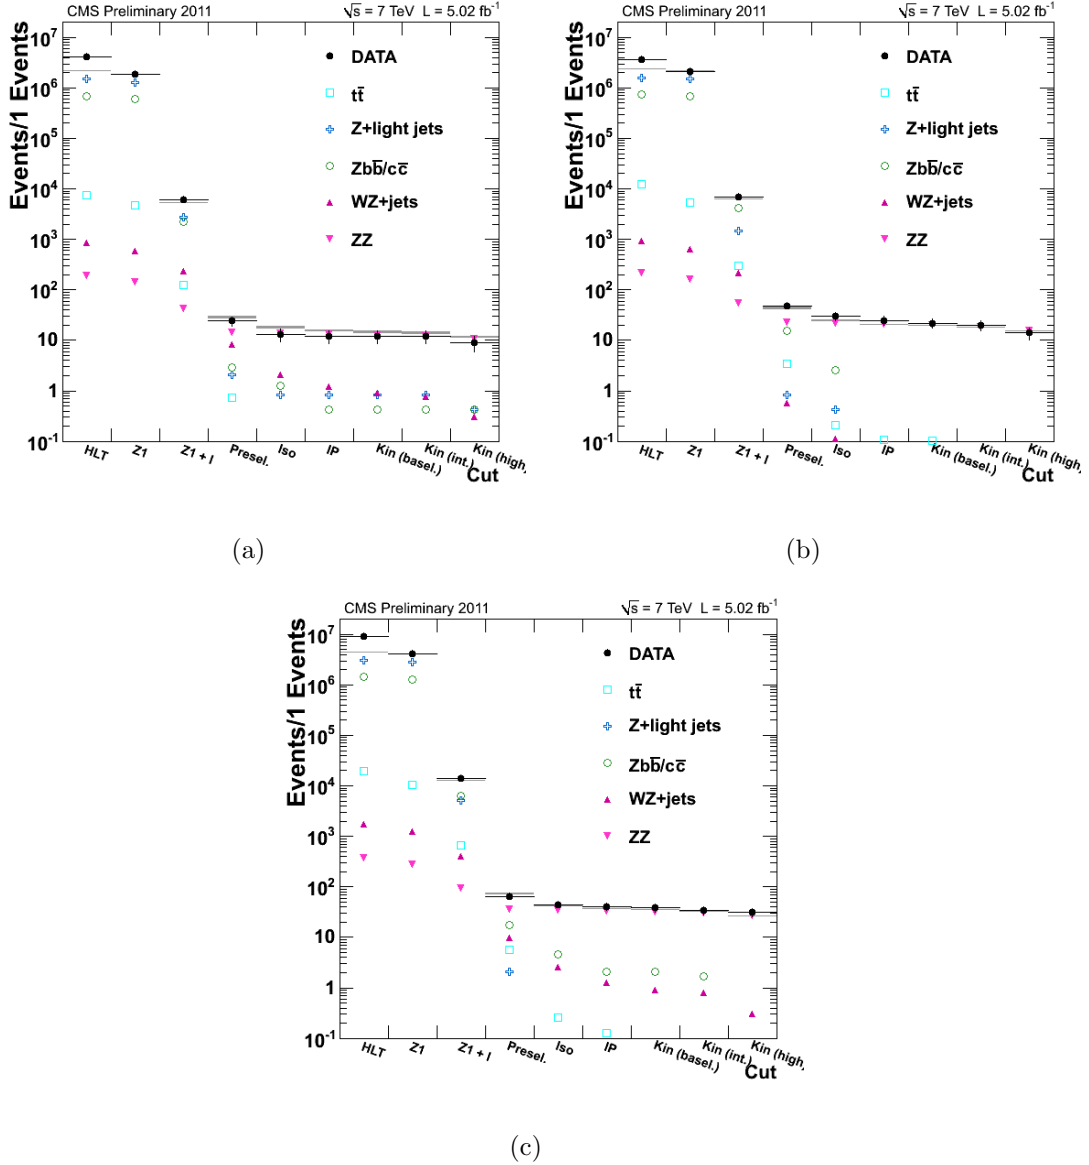 CMS Preliminary 2011 √s = 7 TeV L = 5.02 fb⁻¹
Events/1 Events
10⁷
10⁶
10⁵
10⁴
10³
10²
10
1
10⁻¹
DATA
tt̄
Z+light jets
Zbb̄/cc̄
WZ+jets
ZZ
HLT Z1 Z1 + l Presel. Iso IP Kin (basel.) Kin (int.) Kin (high,
Cut
(a)
CMS Preliminary 2011 √s = 7 TeV L = 5.02 fb⁻¹
Events/1 Events
10⁷
10⁶
10⁵
10⁴
10³
10²
10
1
10⁻¹
DATA
tt̄
Z+light jets
Zbb̄/cc̄
WZ+jets
ZZ
HLT Z1 Z1 + l Presel. Iso IP Kin (basel.) Kin (int.) Kin (high,
Cut
(b)
CMS Preliminary 2011 √s = 7 TeV L = 5.02 fb⁻¹
Events/1 Events
10⁷
10⁶
10⁵
10⁴
10³
10²
10
1
10⁻¹
DATA
tt̄
Z+light jets
Zbb̄/cc̄
WZ+jets
ZZ
HLT Z1 Z1 + l Presel. Iso IP Kin (basel.) Kin (int.) Kin (high,
Cut
(c)